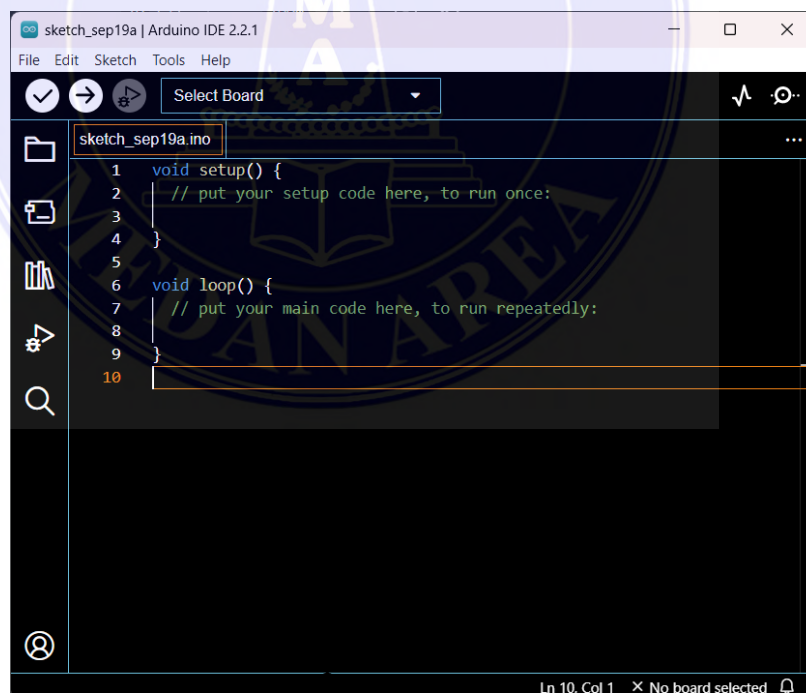 sketch_sep19a | Arduino IDE 2.2.1
File Edit Sketch Tools Help
Select Board
sketch_sep19a.ino
1 void setup() {
2 // put your setup code here, to run once:
3
4 }
5
6 void loop() {
7 // put your main code here, to run repeatedly:
8
9 }
10
Ln 10, Col 1 × No board selected
M
A
MEDAN AREA